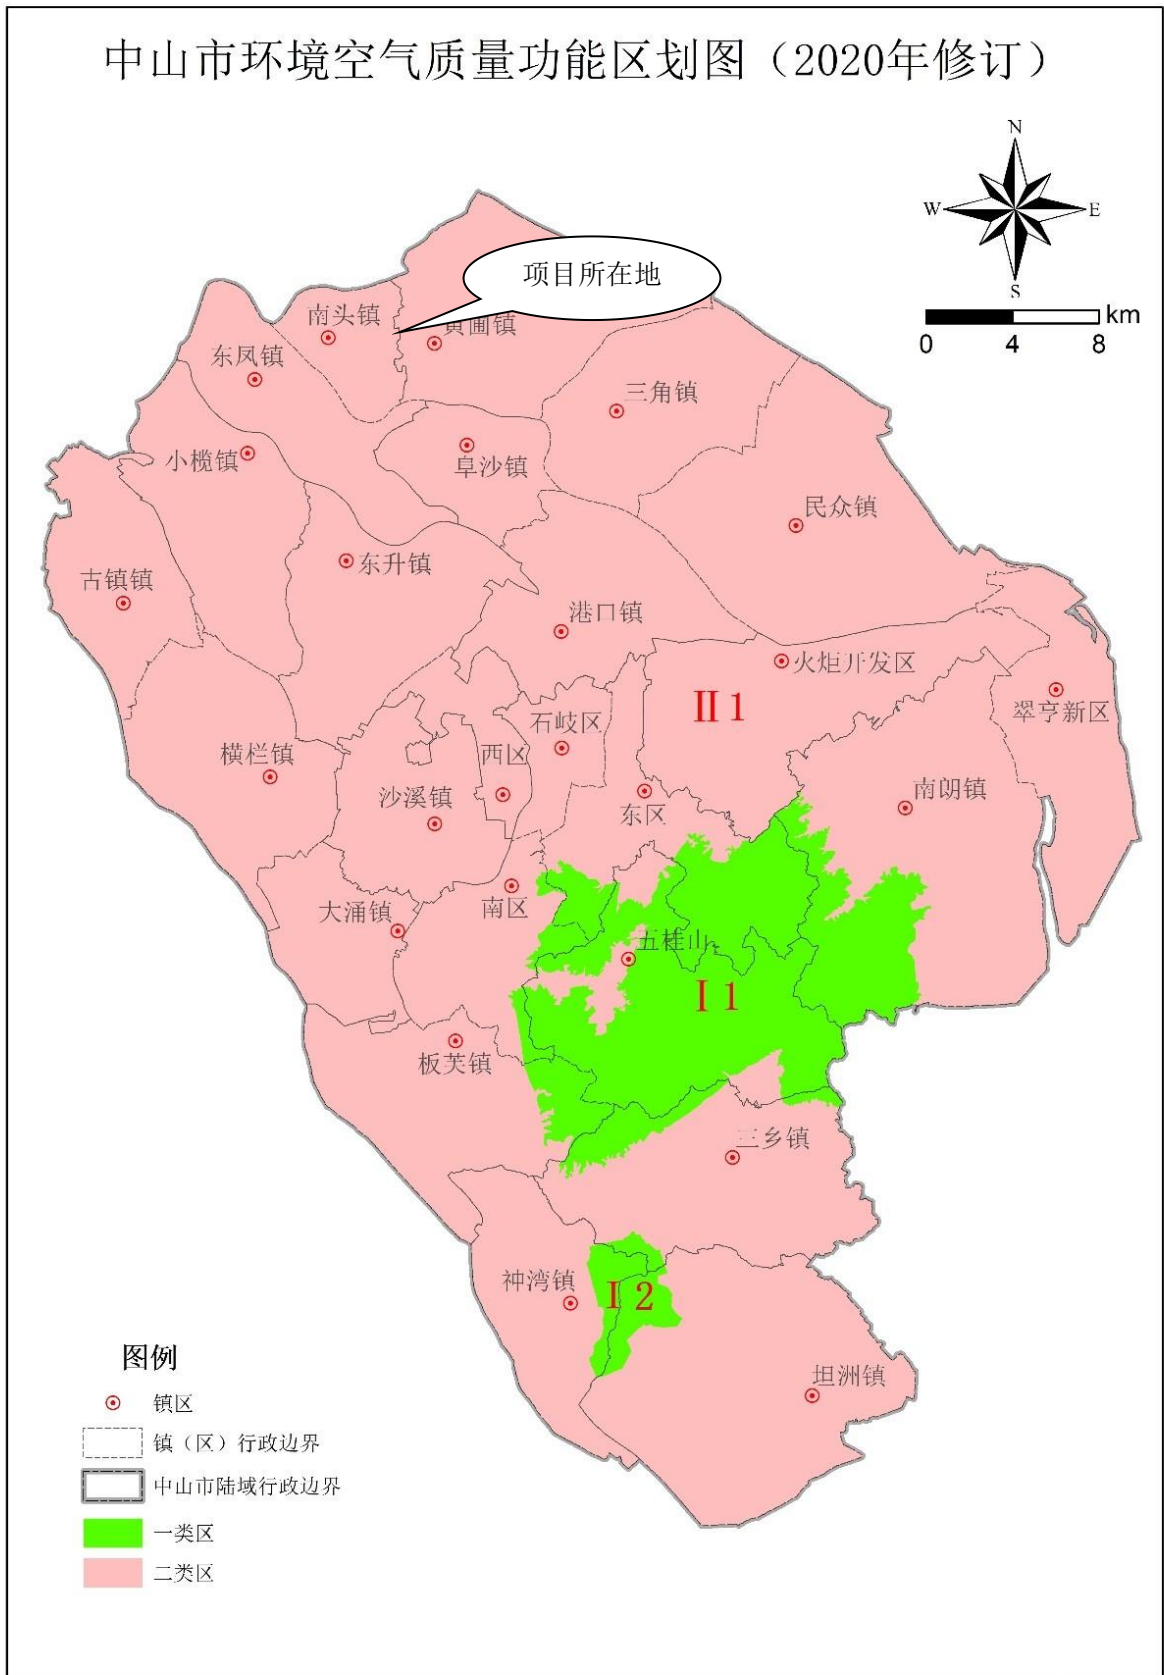 中山市环境空气质量功能区划图（2020年修订）
N
W
E
S
km
0 4 8
项目所在地
南头镇
黄圃镇
东凤镇
三角镇
小榄镇
阜沙镇
民众镇
东升镇
古镇镇
港口镇
火炬开发区
翠亨新区
Ⅱ1
石岐区
横栏镇
西区
沙溪镇
东区
南朗镇
南区
大涌镇
五桂山
Ⅰ1
板芙镇
三乡镇
神湾镇
Ⅰ2
坦洲镇
图例
镇区
镇（区）行政边界
中山市陆域行政边界
一类区
二类区